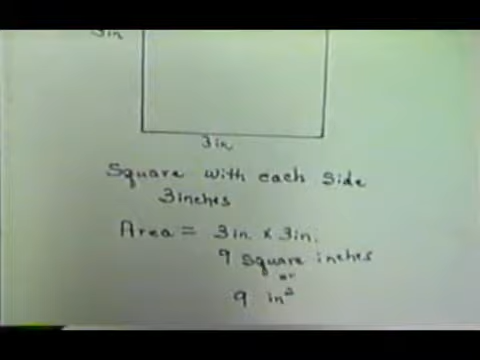 3in
3in
Square with each Side
3inches
Area = 3in x 3in.
9 Square inches
or
9 in²